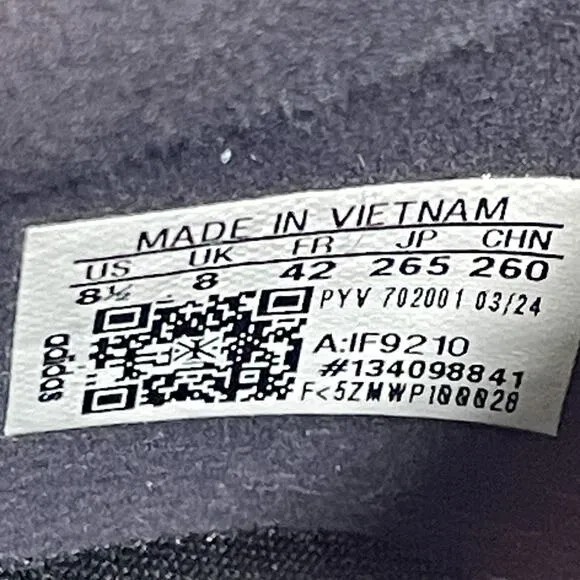 MADE IN VIETNAM
US UK FR JP CHN
8½ 8 42 265 260
PYV 702001 03/24
A:IF9210
#134098841
F<5ZMWP100028
adidas